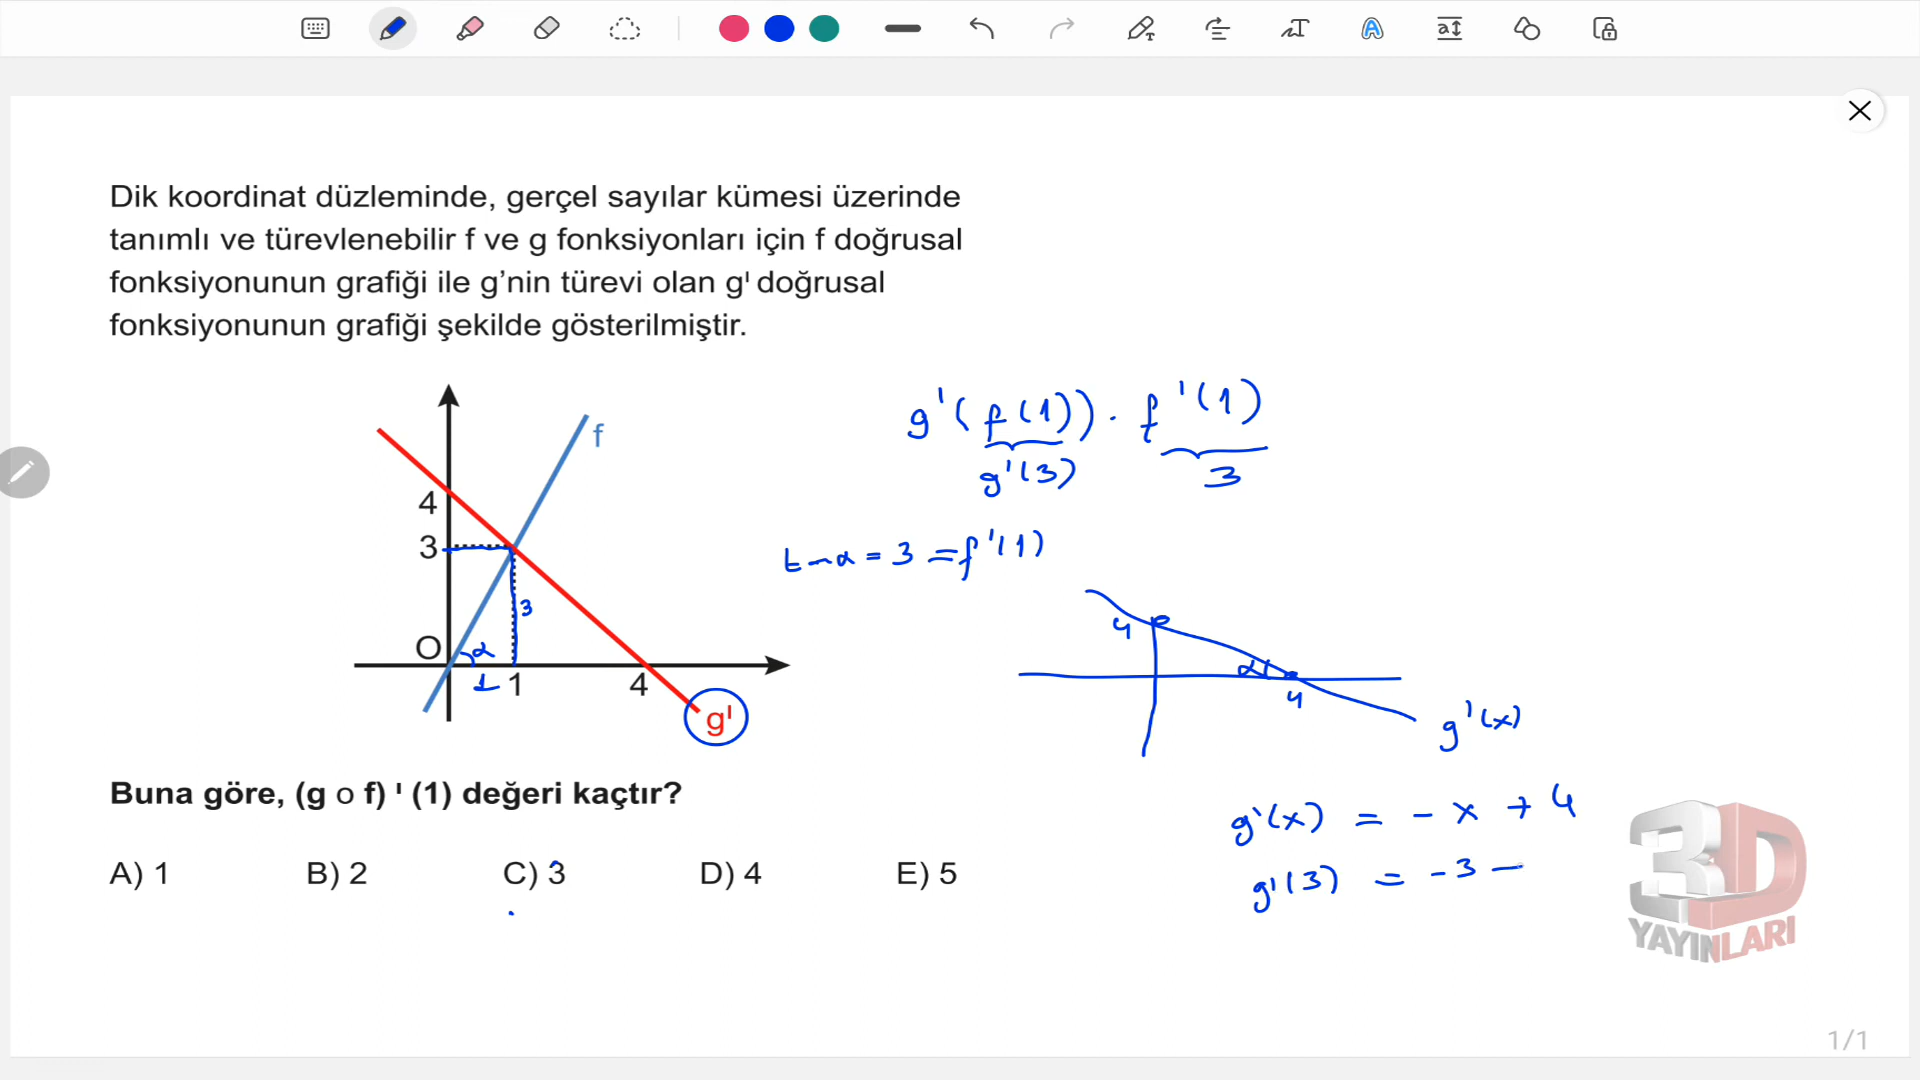 Dik koordinat düzleminde, gerçel sayılar kümesi üzerinde
tanımlı ve türevlenebilir f ve g fonksiyonları için f doğrusal
fonksiyonunun grafiği ile g’nin türevi olan gꞌ doğrusal
fonksiyonunun grafiği şekilde gösterilmiştir.
f
4
3
3
O
α
1
1
4
g'
g'(f(1)) · f'(1)
g'(3)
3
tanα = 3 = f'(1)
4
α
4
g'(x)
g'(x) = - x + 4
g'(3) = - 3 -
Buna göre, (g o f) ' (1) değeri kaçtır?
A) 1 B) 2 C) 3 D) 4 E) 5
3D
YAYINLARI
1/1